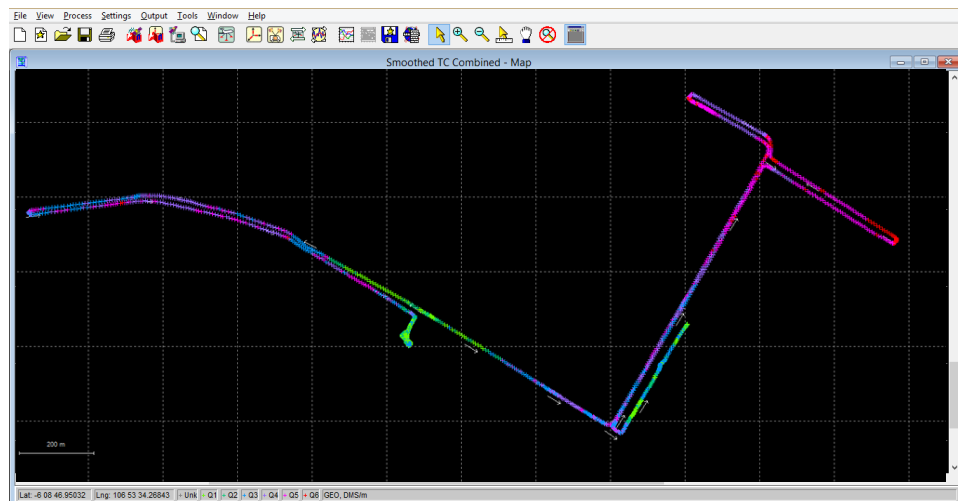 File View Process Settings Output Tools Window Help
Smoothed TC Combined - Map
200 m
Lat: -6 08 46.95032 Lng: 106 53 34.26843 + Unk + Q1 + Q2 + Q3 + Q4 + Q5 + Q6 GEO, DMS/m